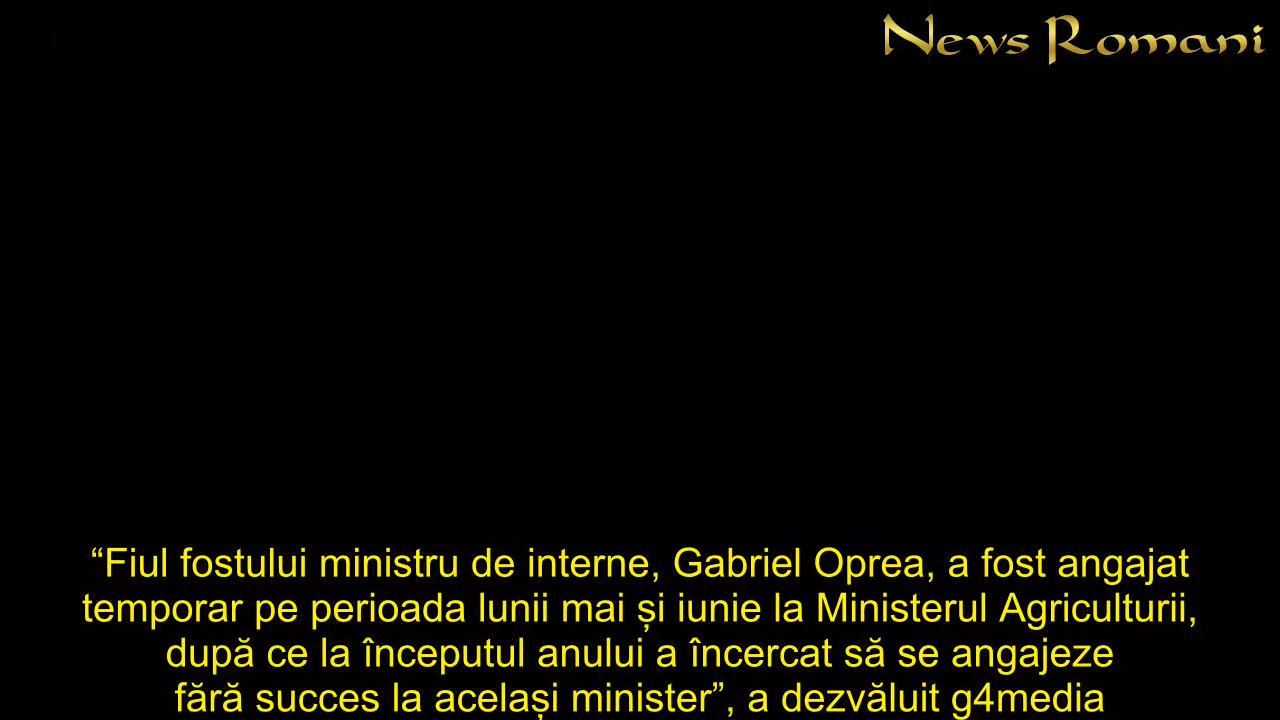 News Romani
“Fiul fostului ministru de interne, Gabriel Oprea, a fost angajat
temporar pe perioada lunii mai și iunie la Ministerul Agriculturii,
după ce la începutul anului a încercat să se angajeze
fără succes la același minister”, a dezvăluit g4media